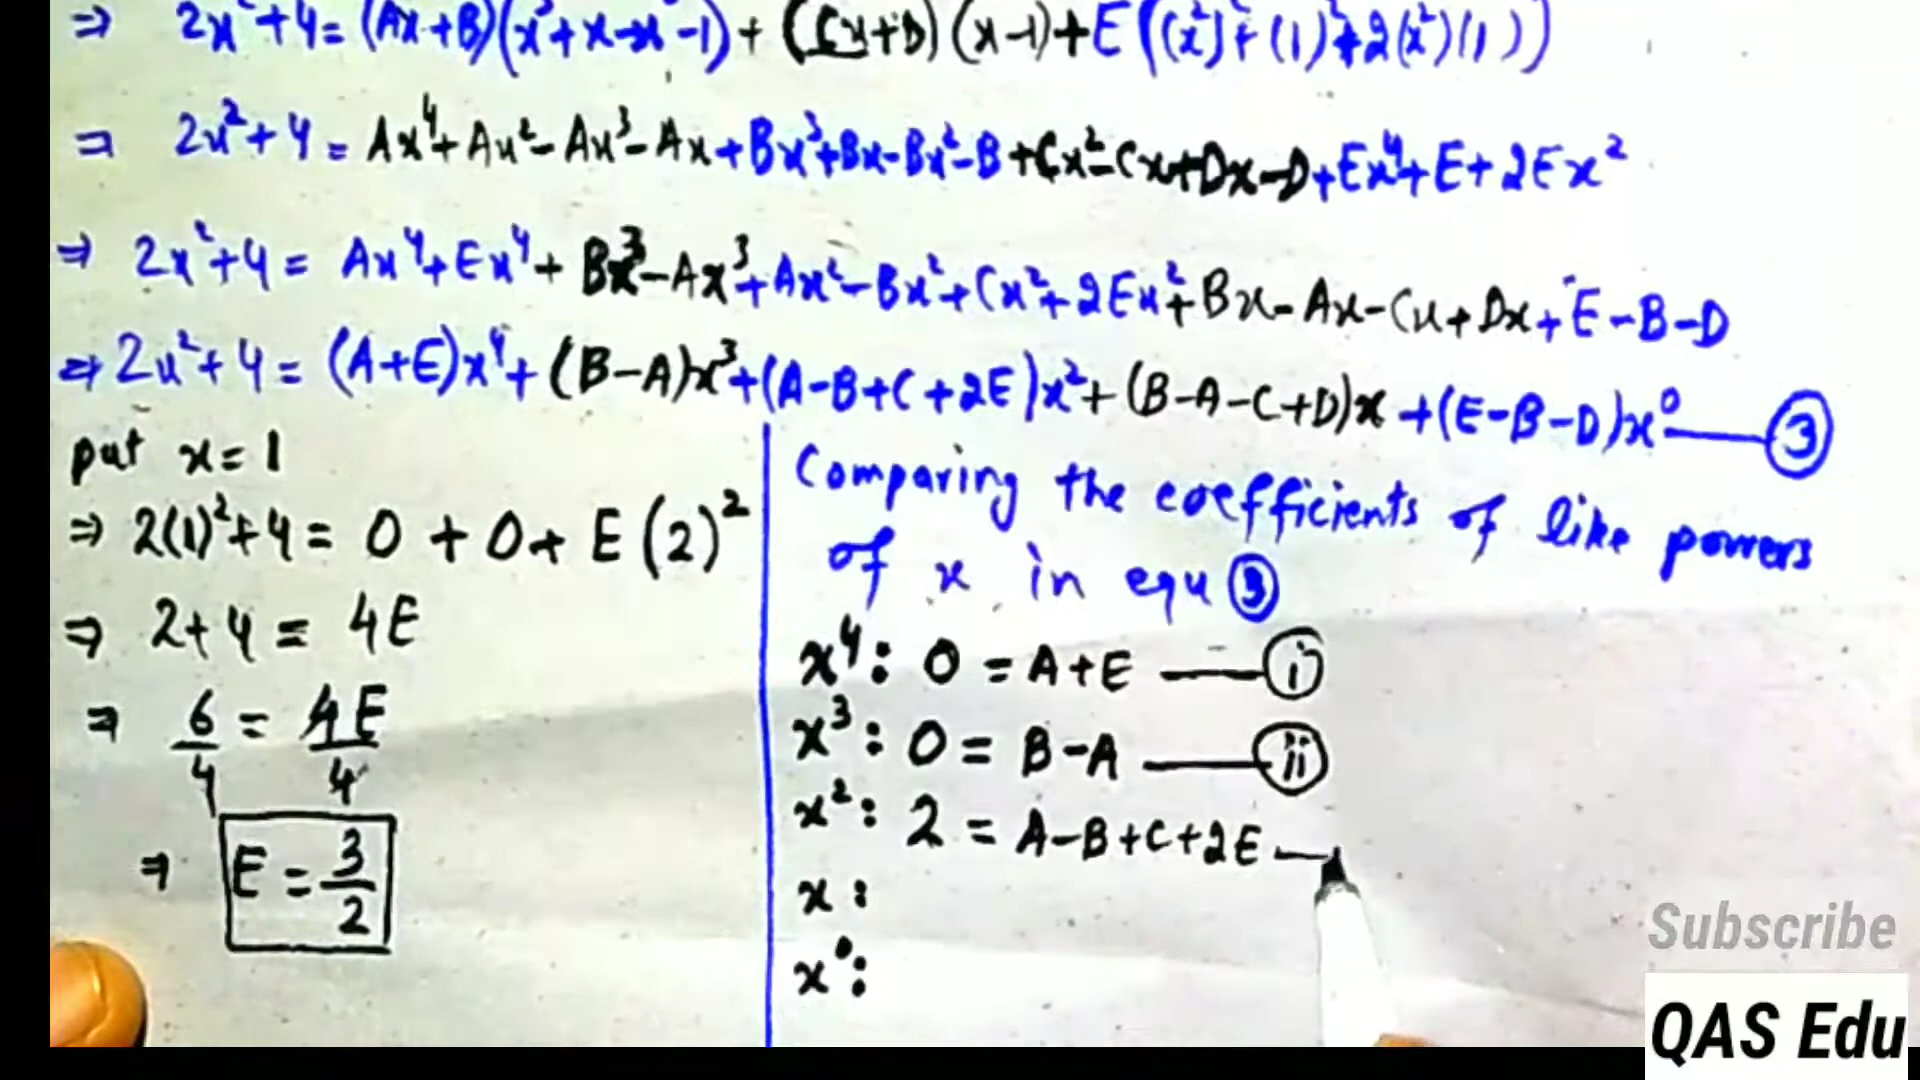 ⇒ 2x²+4=(Ax+B)(x³+x-x²-1)+(Cx+D)(x-1)+E((x²)²+(1)²+2(x²)(1))
⇒ 2x²+4=Ax⁴+Ax²-Ax³-Ax+Bx³+Bx-Bx²-B+Cx²-Cx+Dx-D+Ex⁴+E+2Ex²
⇒ 2x²+4=Ax⁴+Ex⁴+Bx³-Ax³+Ax²-Bx²+Cx²+2Ex²+Bx-Ax-Cx+Dx+E-B-D
⇒ 2x²+4=(A+E)x⁴+(B-A)x³+(A-B+C+2E)x²+(B-A-C+D)x+(E-B-D)x⁰—③
put x=1
⇒ 2(1)²+4=0+0+E(2)²
⇒ 2+4=4E
⇒ 6/4=4E/4
⇒ E=3/2
Comparing the coefficients of like powers
of x in equ ③
x⁴: 0=A+E —ⓘ
x³: 0=B-A —(ii)
x²: 2=A-B+C+2E —
x:
x⁰:
Subscribe
QAS Edu